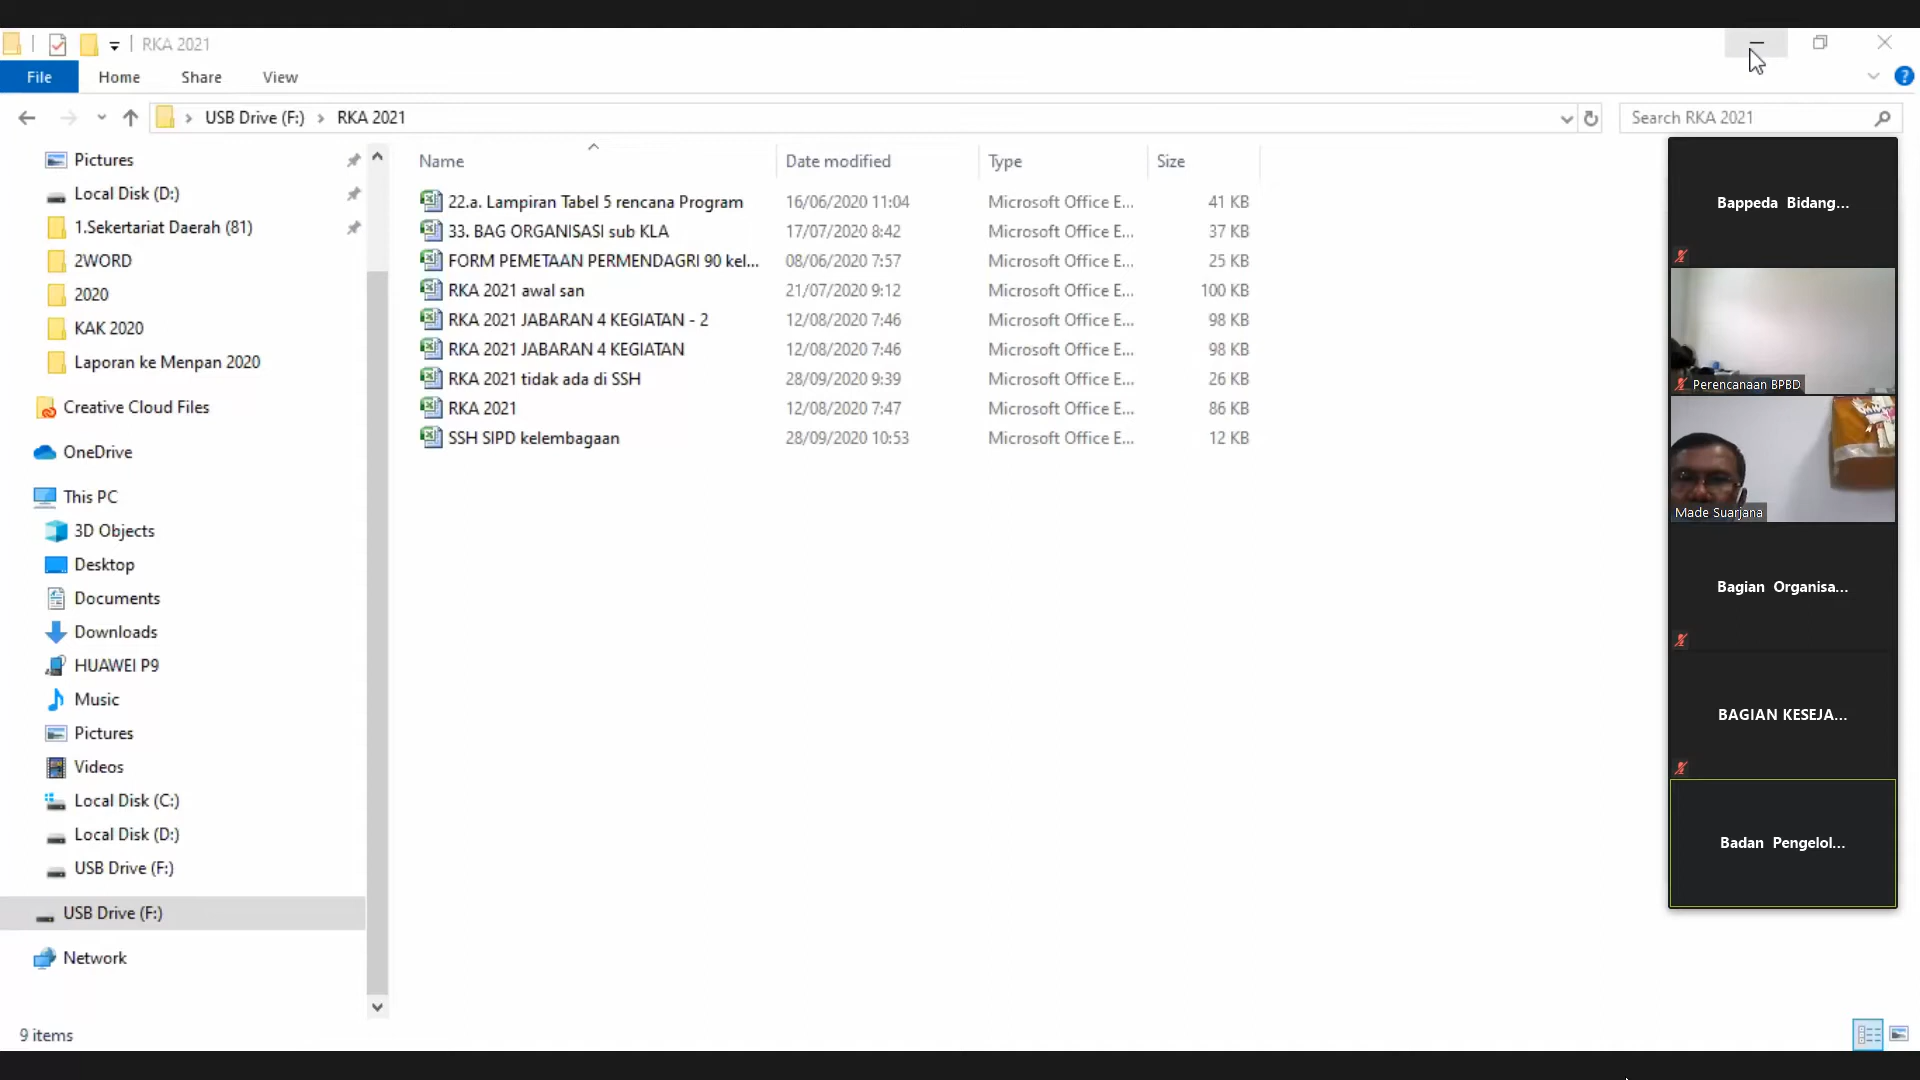 RKA 2021
File Home Share View
USB Drive (F:) RKA 2021
Search RKA 2021
Pictures
Local Disk (D:)
1.Sekertariat Daerah (81)
2WORD
2020
KAK 2020
Laporan ke Menpan 2020
Creative Cloud Files
OneDrive
This PC
3D Objects
Desktop
Documents
Downloads
HUAWEI P9
Music
Pictures
Videos
Local Disk (C:)
Local Disk (D:)
USB Drive (F:)
USB Drive (F:)
Network
Name Date modified Type Size
22.a. Lampiran Tabel 5 rencana Program 16/06/2020 11:04 Microsoft Office E... 41 KB
33. BAG ORGANISASI sub KLA 17/07/2020 8:42 Microsoft Office E... 37 KB
FORM PEMETAAN PERMENDAGRI 90 kel... 08/06/2020 7:57 Microsoft Office E... 25 KB
RKA 2021 awal san 21/07/2020 9:12 Microsoft Office E... 100 KB
RKA 2021 JABARAN 4 KEGIATAN - 2 12/08/2020 7:46 Microsoft Office E... 98 KB
RKA 2021 JABARAN 4 KEGIATAN 12/08/2020 7:46 Microsoft Office E... 98 KB
RKA 2021 tidak ada di SSH 28/09/2020 9:39 Microsoft Office E... 26 KB
RKA 2021 12/08/2020 7:47 Microsoft Office E... 86 KB
SSH SIPD kelembagaan 28/09/2020 10:53 Microsoft Office E... 12 KB
Bappeda Bidang...
Perencanaan BPBD
Made Suarjana
Bagian Organisa...
BAGIAN KESEJA...
Badan Pengelol...
9 items